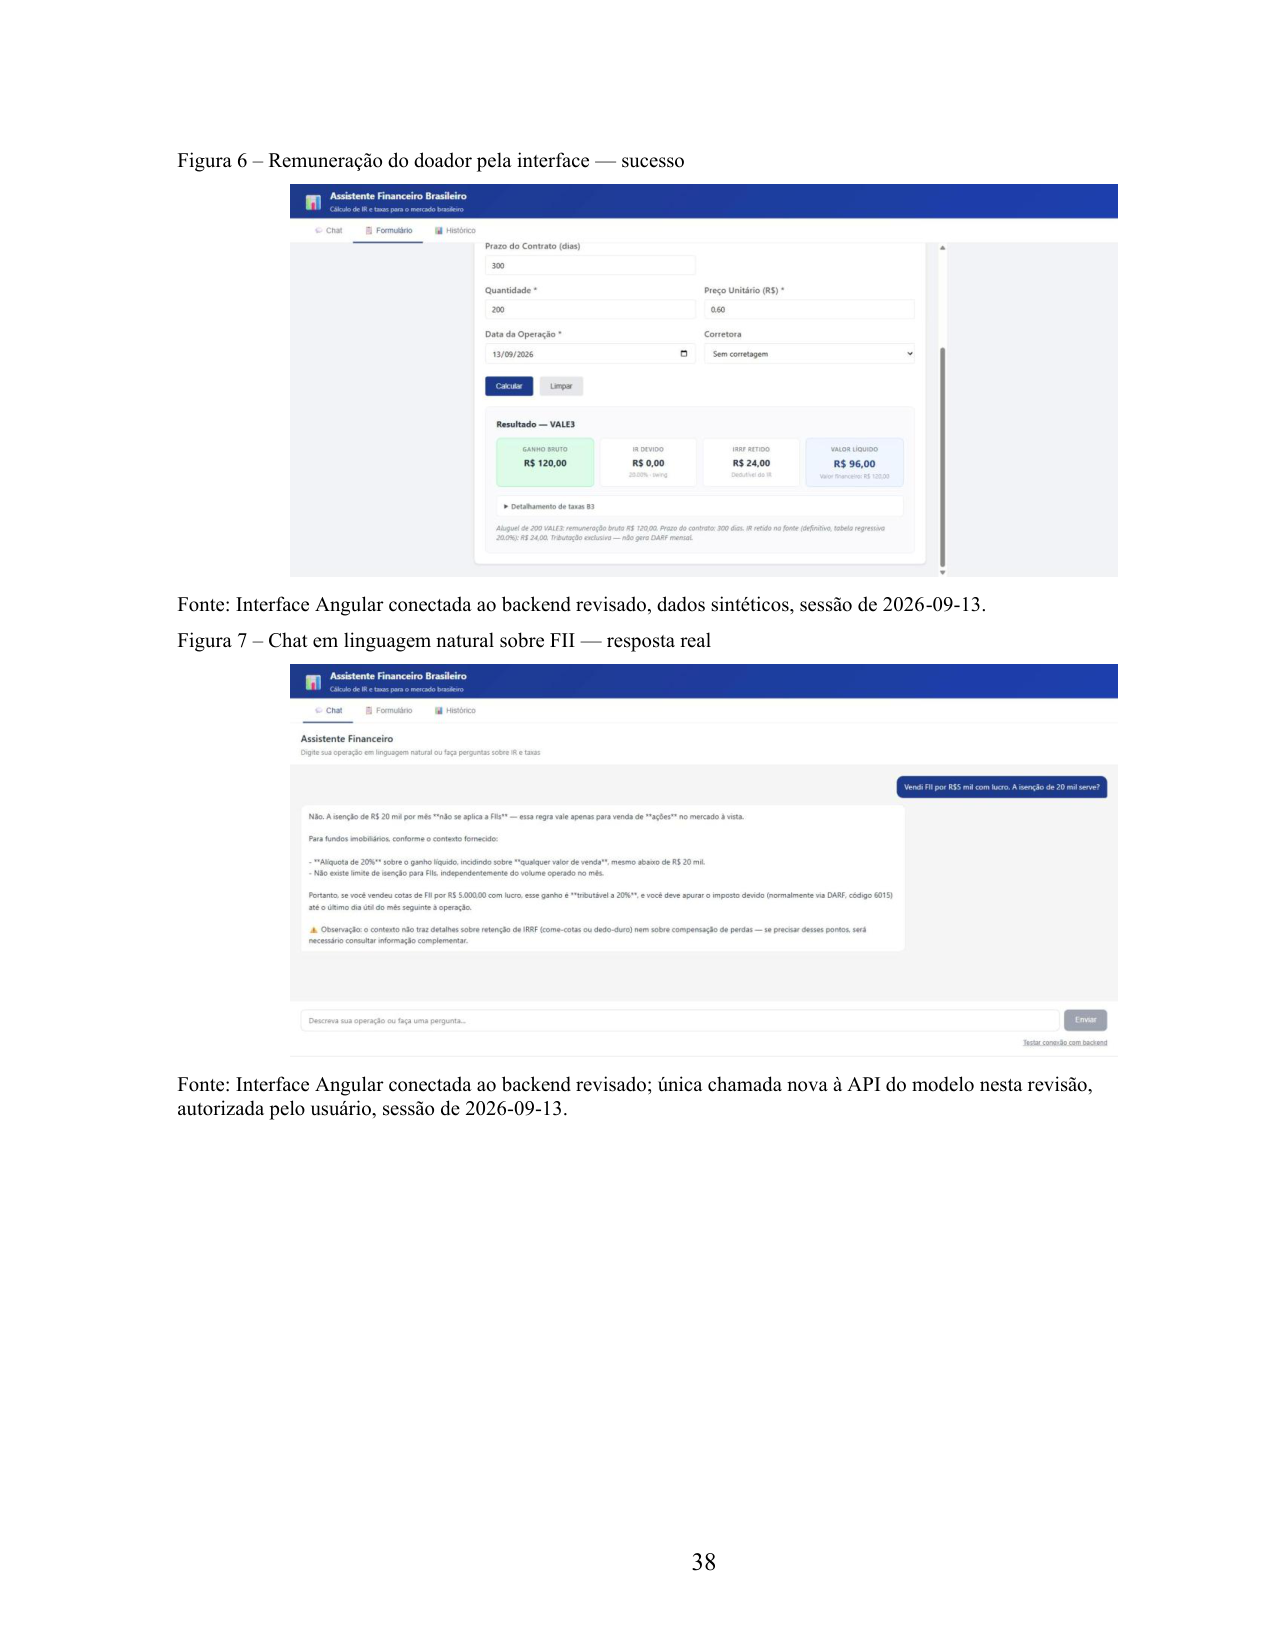 Figura 6 – Remuneração do doador pela interface — sucesso
Assistente Financeiro Brasileiro
Cálculo de IR e taxas para o mercado brasileiro
Chat Formulário Histórico
Prazo do Contrato (dias)
300
Quantidade * Preço Unitário (R$) *
200 0.60
Data da Operação * Corretora
13/09/2026 Sem corretagem
Calcular Limpar
Resultado — VALE3
GANHO BRUTO IR DEVIDO IRRF RETIDO VALOR LÍQUIDO
R$ 120,00 R$ 0,00 R$ 24,00 R$ 96,00
20.00% · swing Dedutível do IR Valor financeiro: R$ 120,00
▶ Detalhamento de taxas B3
Aluguel de 200 VALE3: remuneração bruta R$ 120,00. Prazo do contrato: 300 dias. IR retido na fonte (definitivo, tabela regressiva
20.0%): R$ 24,00. Tributação exclusiva — não gera DARF mensal.
Fonte: Interface Angular conectada ao backend revisado, dados sintéticos, sessão de 2026-09-13.
Figura 7 – Chat em linguagem natural sobre FII — resposta real
Assistente Financeiro Brasileiro
Cálculo de IR e taxas para o mercado brasileiro
Chat Formulário Histórico
Assistente Financeiro
Digite sua operação em linguagem natural ou faça perguntas sobre IR e taxas
Vendi FII por R$5 mil com lucro. A isenção de 20 mil serve?
Não. A isenção de R$ 20 mil por mês **não se aplica a FIIs** — essa regra vale apenas para venda de **ações** no mercado à vista.
Para fundos imobiliários, conforme o contexto fornecido:
- **Alíquota de 20%** sobre o ganho líquido, incidindo sobre **qualquer valor de venda**, mesmo abaixo de R$ 20 mil.
- Não existe limite de isenção para FIIs, independentemente do volume operado no mês.
Portanto, se você vendeu cotas de FII por R$ 5.000,00 com lucro, esse ganho é **tributável a 20%**, e você deve apurar o imposto devido (normalmente via DARF, código 6015)
até o último dia útil do mês seguinte à operação.
⚠️ Observação: o contexto não traz detalhes sobre retenção de IRRF (come-cotas ou dedo-duro) nem sobre compensação de perdas — se precisar desses pontos, será
necessário consultar informação complementar.
Descreva sua operação ou faça uma pergunta... Enviar
Testar conexão com backend
Fonte: Interface Angular conectada ao backend revisado; única chamada nova à API do modelo nesta revisão,
autorizada pelo usuário, sessão de 2026-09-13.
38